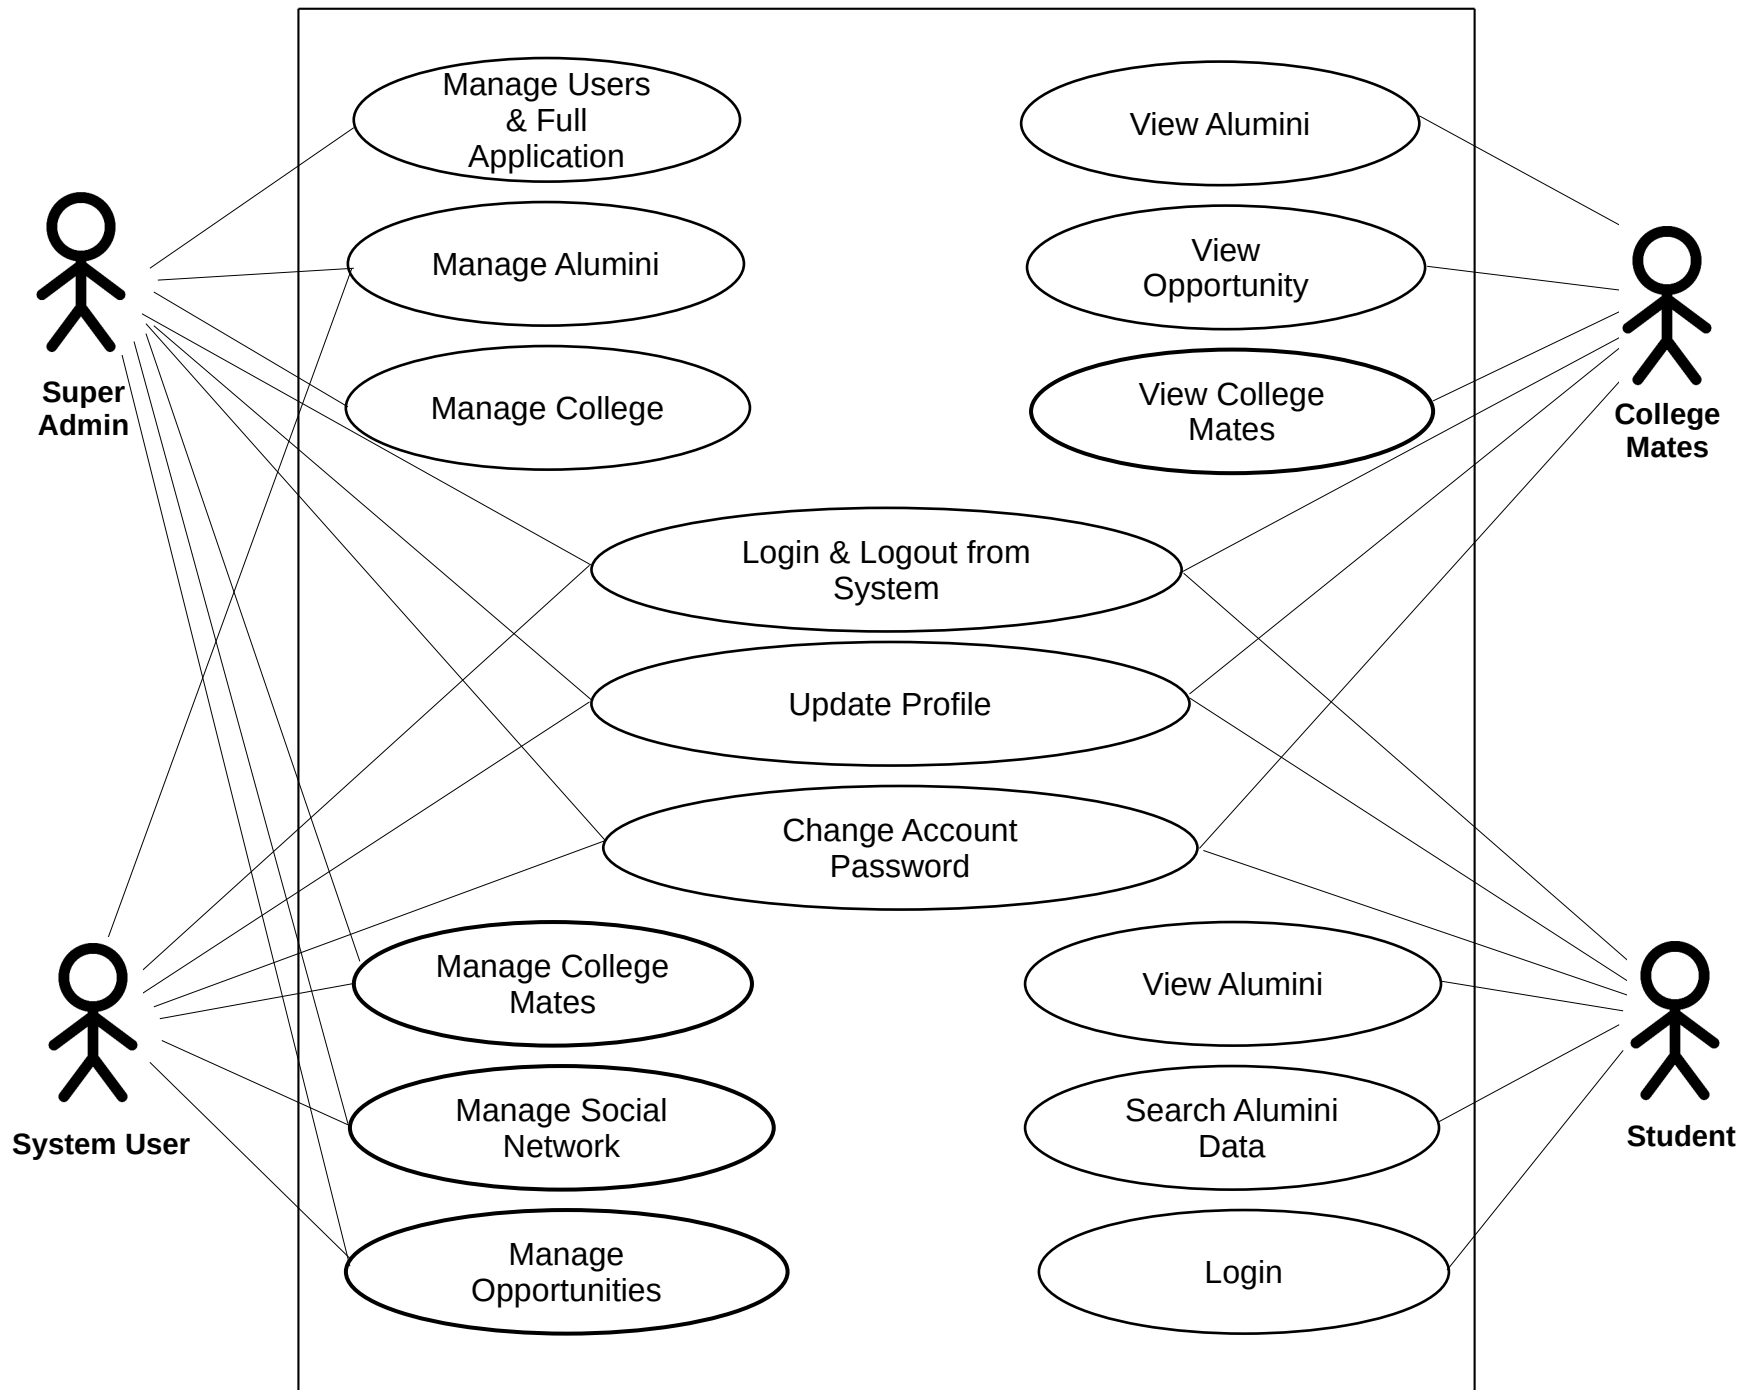 Manage Users
& Full
Application
View Alumini
Manage Alumini
View
Opportunity
Super
Admin
Manage College
View College
Mates
College
Mates
Login & Logout from
System
Update Profile
Change Account
Password
Manage College
Mates
View Alumini
System User
Manage Social
Network
Search Alumini
Data
Student
Manage
Opportunities
Login